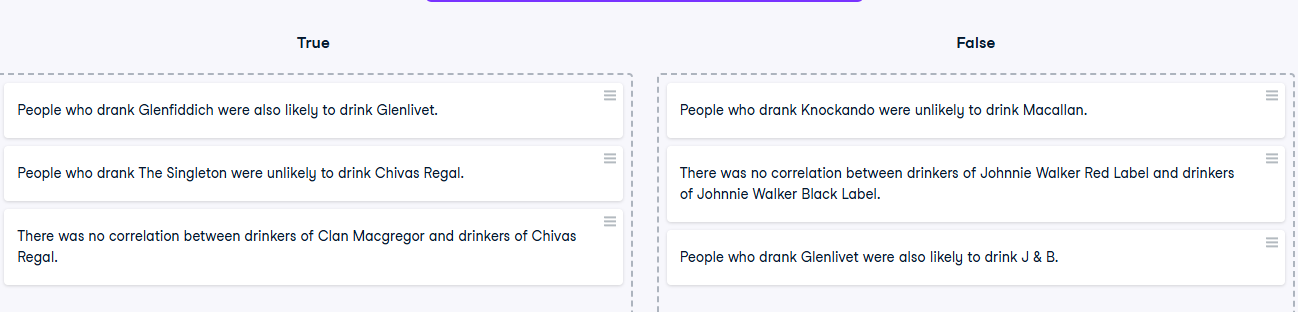 True
False
People who drank Glenfiddich were also likely to drink Glenlivet.
People who drank The Singleton were unlikely to drink Chivas Regal.
There was no correlation between drinkers of Clan Macgregor and drinkers of Chivas
Regal.
People who drank Knockando were unlikely to drink Macallan.
There was no correlation between drinkers of Johnnie Walker Red Label and drinkers
of Johnnie Walker Black Label.
People who drank Glenlivet were also likely to drink J & B.